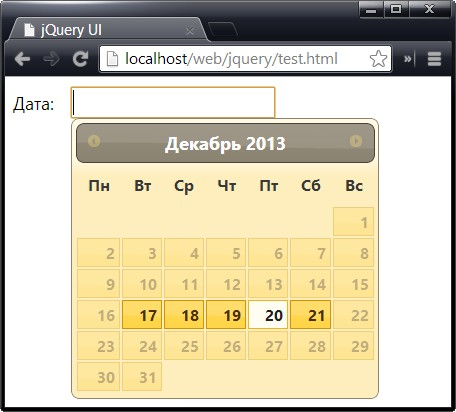 jQuery UI
localhost/web/jquery/test.html
Дата:
Декабрь 2013
Пн Вт Ср Чт Пт Сб Вс
1
2 3 4 5 6 7 8
9 10 11 12 13 14 15
16 17 18 19 20 21 22
23 24 25 26 27 28 29
30 31